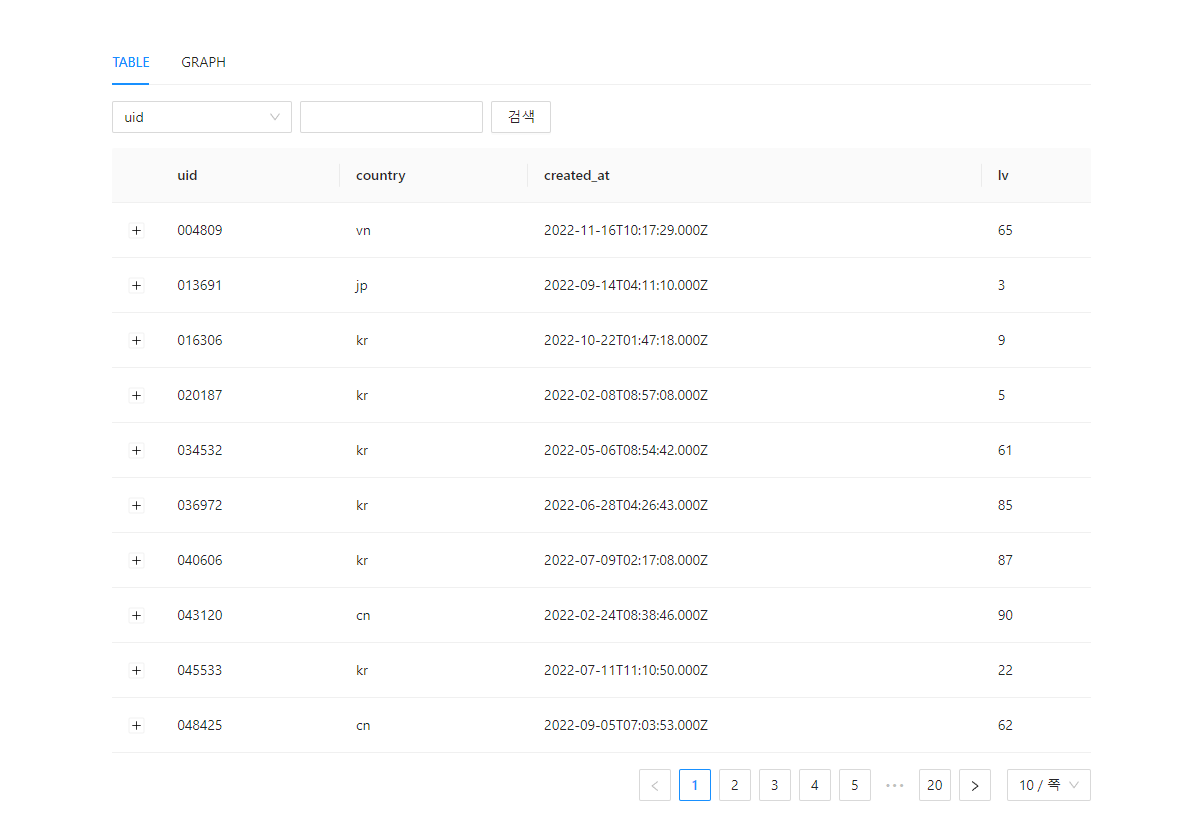 TABLE GRAPH
uid 검색
uid country created_at lv
+ 004809 vn 2022-11-16T10:17:29.000Z 65
+ 013691 jp 2022-09-14T04:11:10.000Z 3
+ 016306 kr 2022-10-22T01:47:18.000Z 9
+ 020187 kr 2022-02-08T08:57:08.000Z 5
+ 034532 kr 2022-05-06T08:54:42.000Z 61
+ 036972 kr 2022-06-28T04:26:43.000Z 85
+ 040606 kr 2022-07-09T02:17:08.000Z 87
+ 043120 cn 2022-02-24T08:38:46.000Z 90
+ 045533 kr 2022-07-11T11:10:50.000Z 22
+ 048425 cn 2022-09-05T07:03:53.000Z 62
< 1 2 3 4 5 ••• 20 > 10 / 쪽